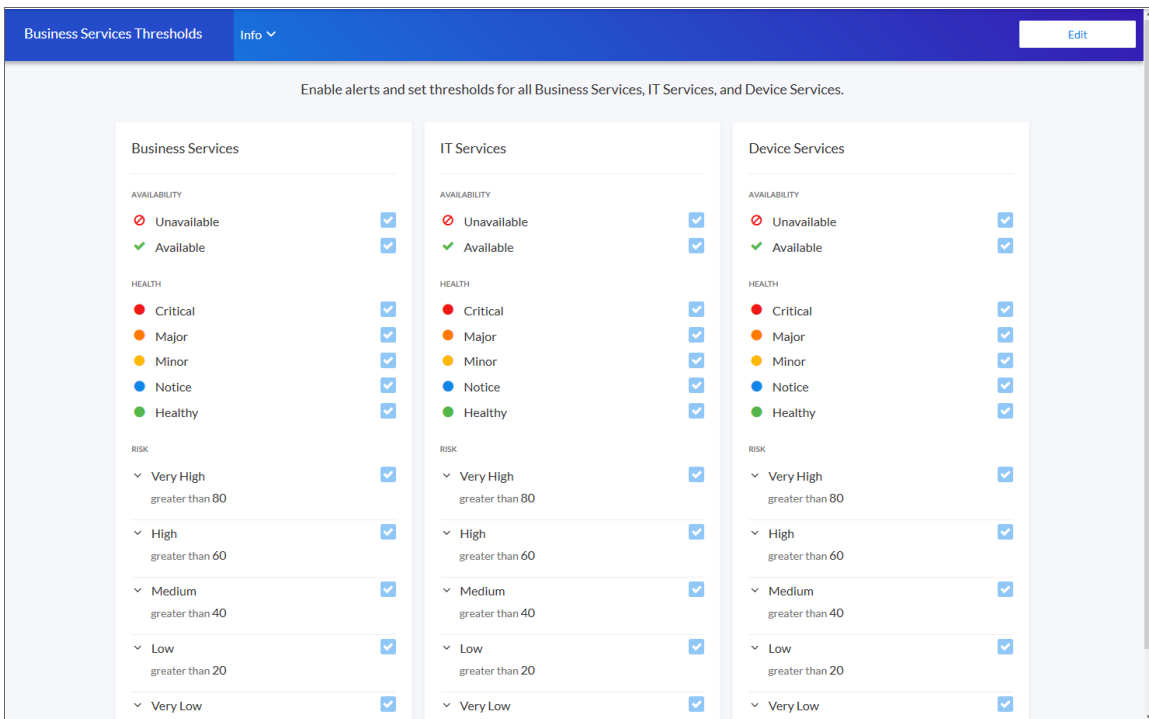 Business Services Thresholds
Info
Edit
Enable alerts and set thresholds for all Business Services, IT Services, and Device Services.
Business Services
AVAILABILITY
Unavailable
Available
HEALTH
Critical
Major
Minor
Notice
Healthy
RISK
Very High
greater than 80
High
greater than 60
Medium
greater than 40
Low
greater than 20
Very Low
IT Services
AVAILABILITY
Unavailable
Available
HEALTH
Critical
Major
Minor
Notice
Healthy
RISK
Very High
greater than 80
High
greater than 60
Medium
greater than 40
Low
greater than 20
Very Low
Device Services
AVAILABILITY
Unavailable
Available
HEALTH
Critical
Major
Minor
Notice
Healthy
RISK
Very High
greater than 80
High
greater than 60
Medium
greater than 40
Low
greater than 20
Very Low